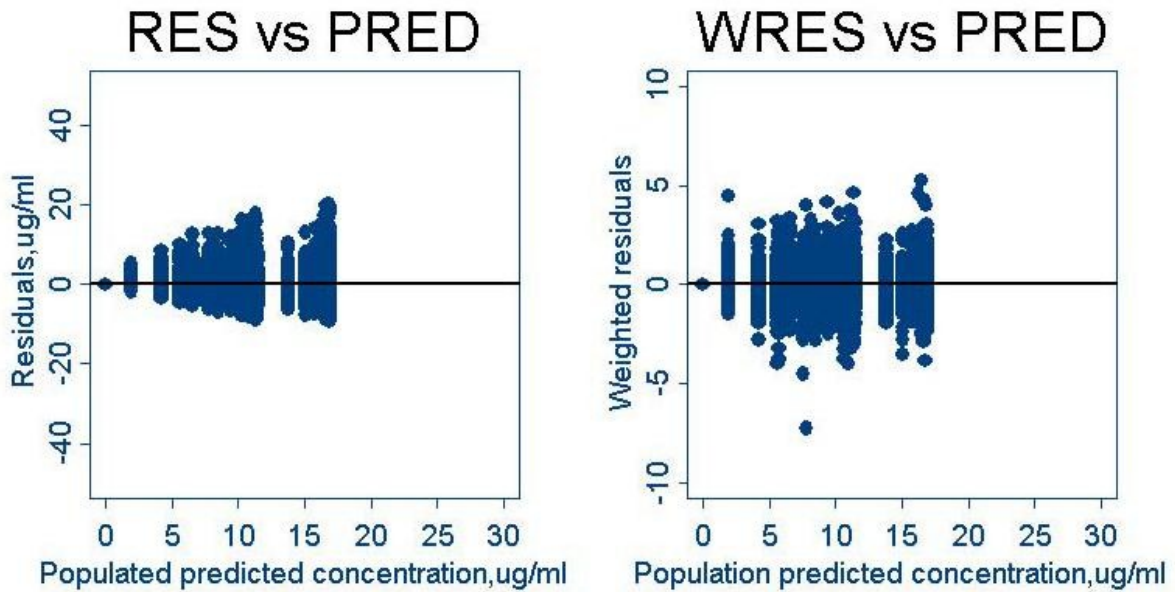 RES vs PRED
40
20
0
-20
-40
Residuals,ug/ml
0 5 10 15 20 25 30
Populated predicted concentration,ug/ml
WRES vs PRED
10
5
0
-5
-10
Weighted residuals
0 5 10 15 20 25 30
Population predicted concentration,ug/ml